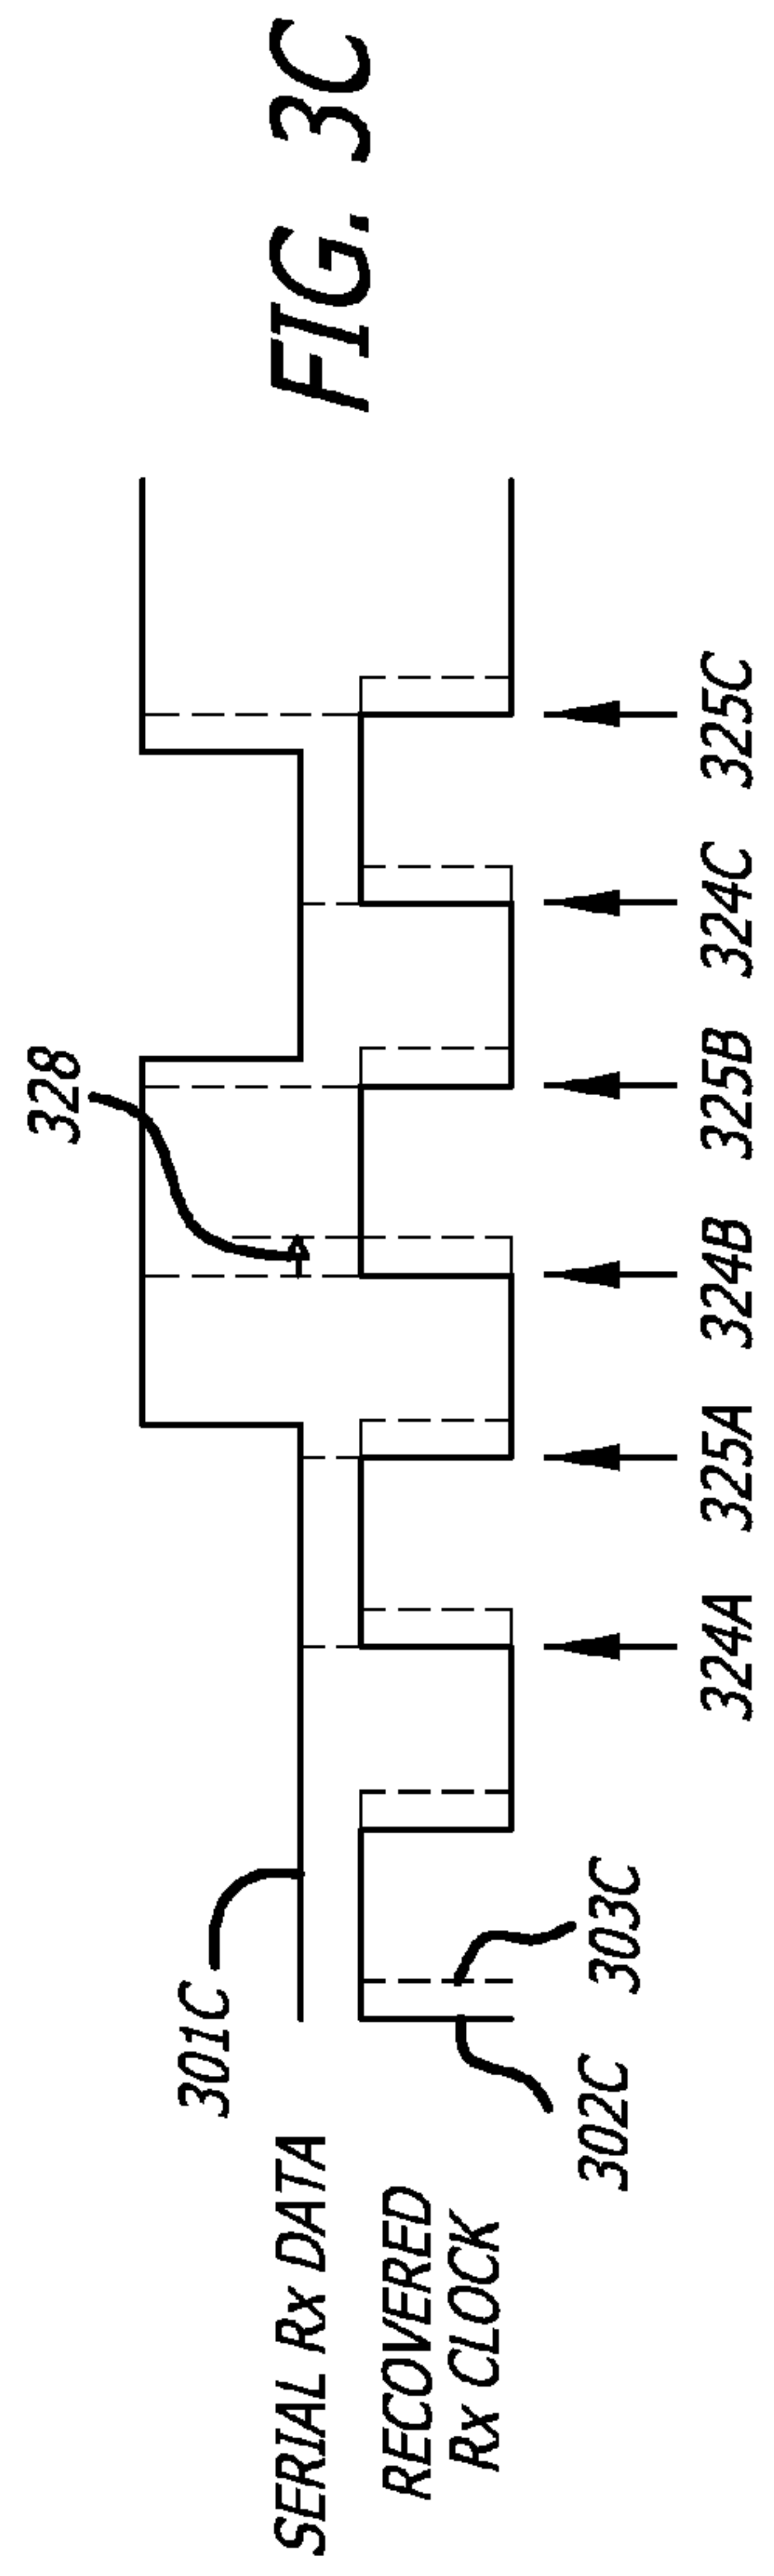 328
301C
SERIAL Rx DATA
RECOVERED
Rx CLOCK
302C
303C
324A
325A
324B
325B
324C
325C
FIG. 3C